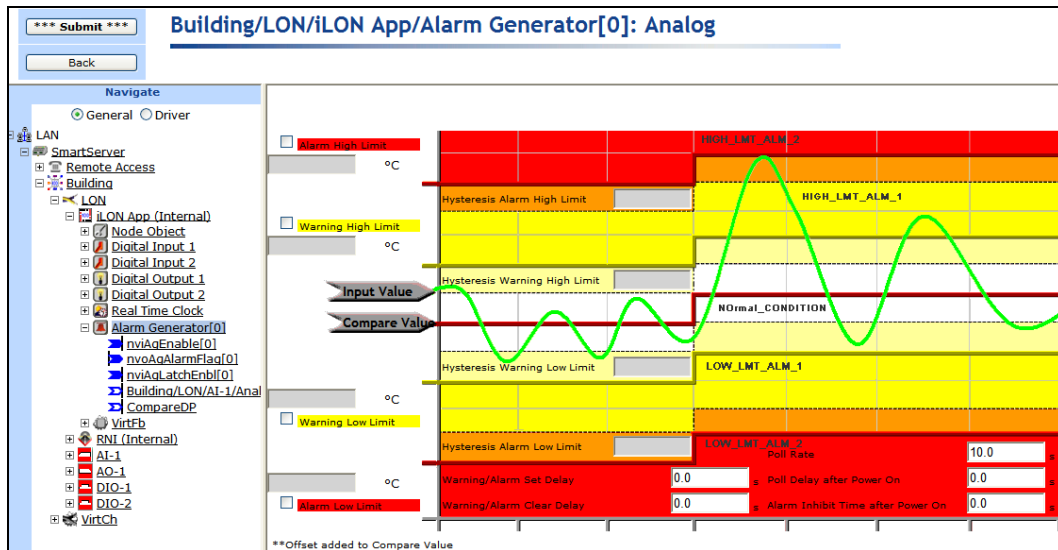 *** Submit ***
Back
Building/LON/iLON App/Alarm Generator[0]: Analog
Navigate
General Driver
LAN
SmartServer
Remote Access
Building
LON
iLON App (Internal)
Node Object
Digital Input 1
Digital Input 2
Digital Output 1
Digital Output 2
Real Time Clock
Alarm Generator[0]
nviAgEnable[0]
nvoAgAlarmFlag[0]
nviAgLatchEnbl[0]
Building/LON/AI-1/Anal
CompareDP
VirtFb
RNI (Internal)
AI-1
AO-1
DIO-1
DIO-2
VirtCh
Alarm High Limit
°C
HIGH_LMT_ALM_2
Hysteresis Alarm High Limit
HIGH_LMT_ALM_1
Warning High Limit
°C
Hysteresis Warning High Limit
Input Value
Compare Value
NOrmal_CONDITION
Hysteresis Warning Low Limit
LOW_LMT_ALM_1
°C
Warning Low Limit
Hysteresis Alarm Low Limit
LOW_LMT_ALM_2
Poll Rate 10.0 s
°C
Warning/Alarm Set Delay 0.0 s Poll Delay after Power On 0.0 s
Alarm Low Limit
Warning/Alarm Clear Delay 0.0 s Alarm Inhibit Time after Power On 0.0 s
**Offset added to Compare Value